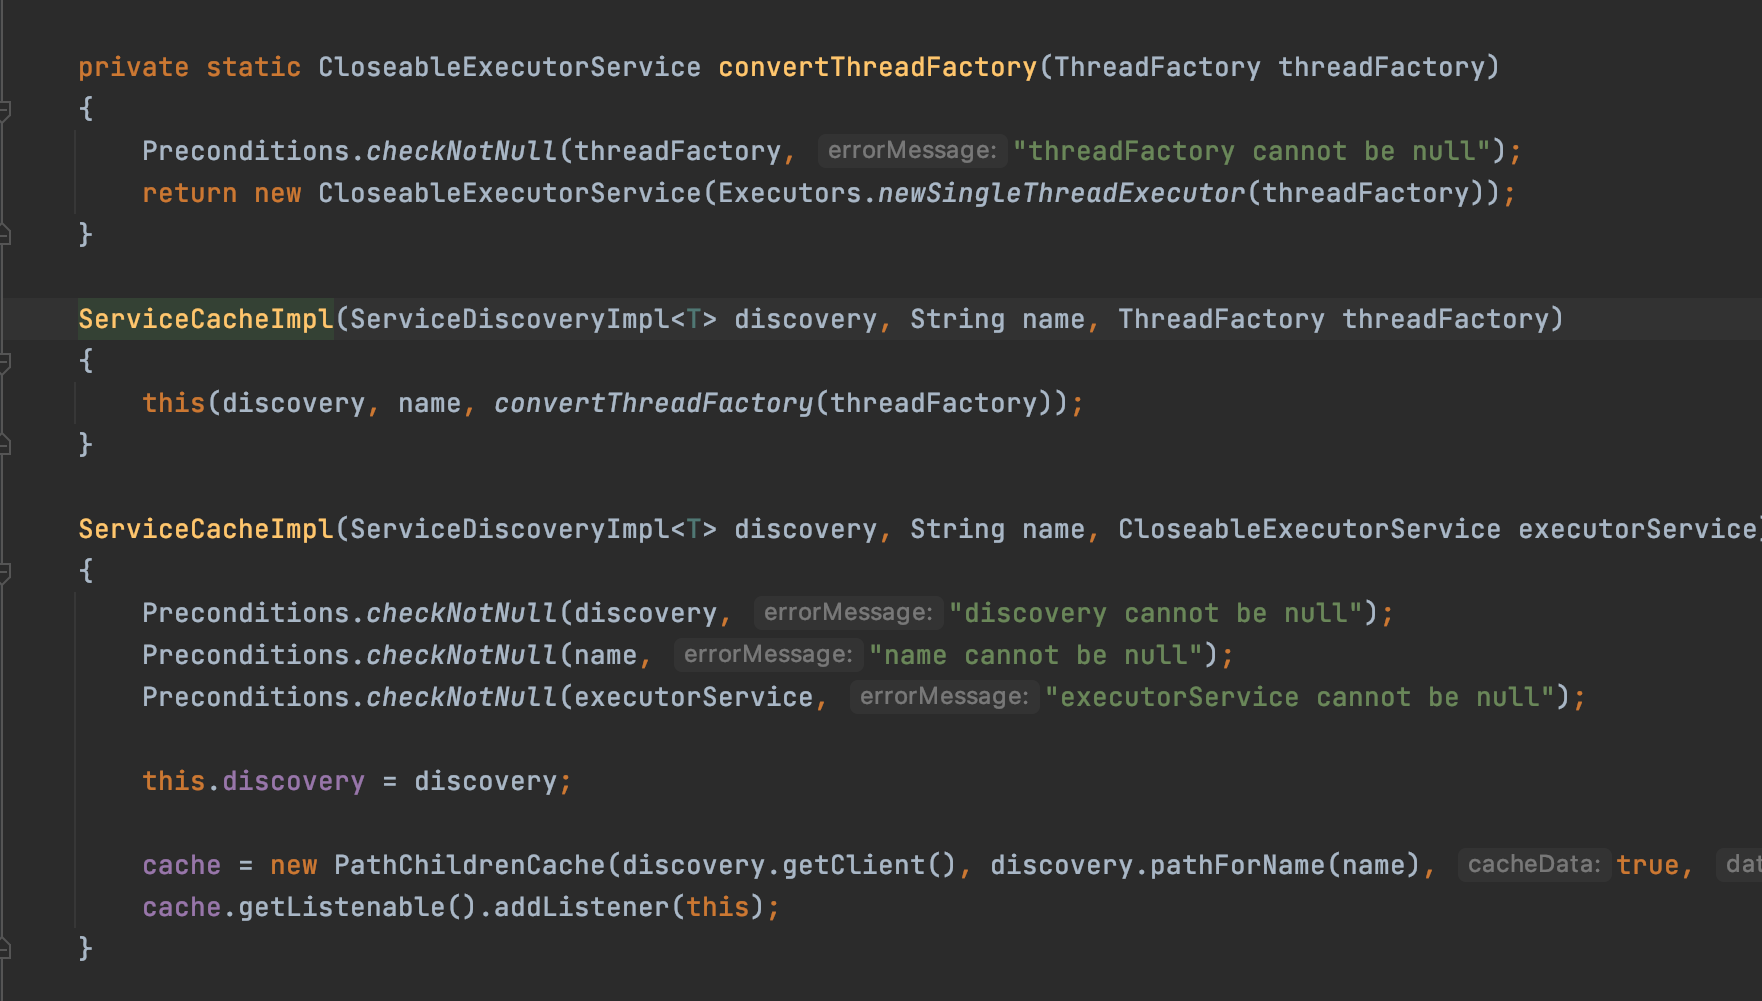 private static CloseableExecutorService convertThreadFactory(ThreadFactory threadFactory)
{
Preconditions.checkNotNull(threadFactory, errorMessage: "threadFactory cannot be null");
return new CloseableExecutorService(Executors.newSingleThreadExecutor(threadFactory));
}
ServiceCacheImpl(ServiceDiscoveryImpl<T> discovery, String name, ThreadFactory threadFactory)
{
this(discovery, name, convertThreadFactory(threadFactory));
}
ServiceCacheImpl(ServiceDiscoveryImpl<T> discovery, String name, CloseableExecutorService executorService)
{
Preconditions.checkNotNull(discovery, errorMessage: "discovery cannot be null");
Preconditions.checkNotNull(name, errorMessage: "name cannot be null");
Preconditions.checkNotNull(executorService, errorMessage: "executorService cannot be null");
this.discovery = discovery;
cache = new PathChildrenCache(discovery.getClient(), discovery.pathForName(name), cacheData: true,
cache.getListenable().addListener(this);
}